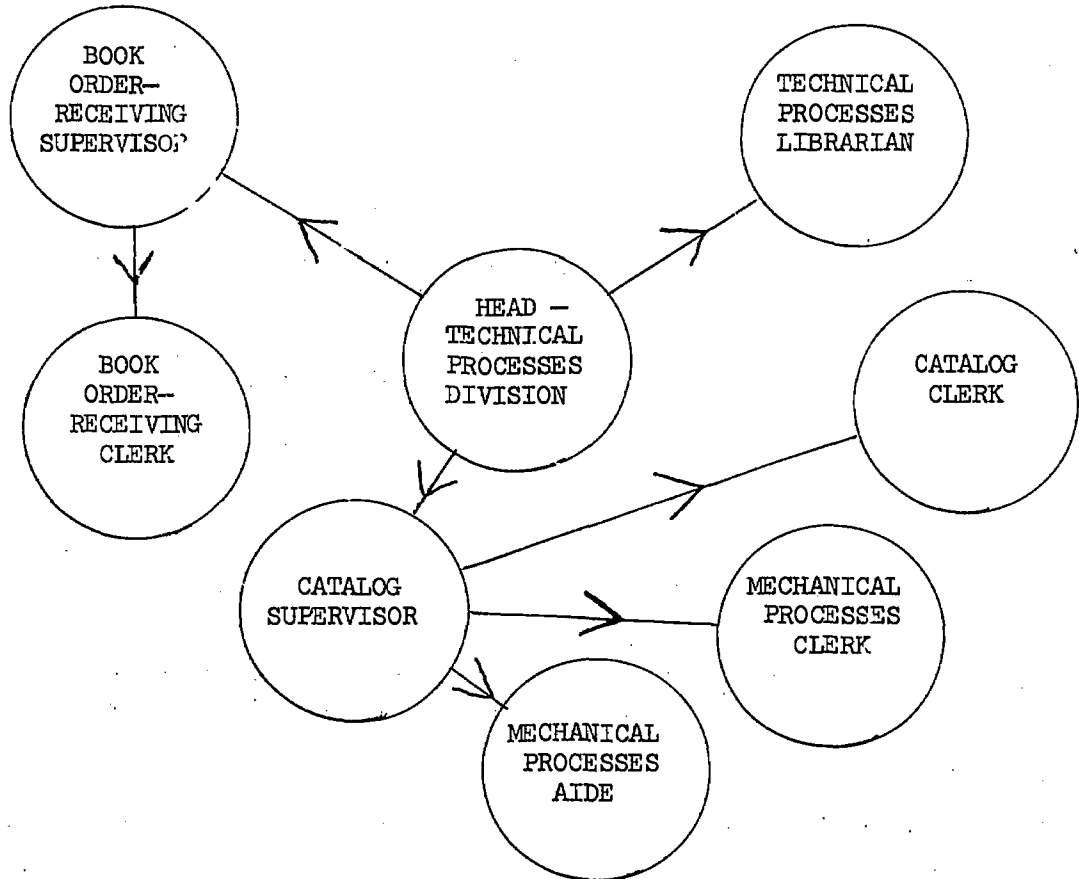 BOOK
ORDER—
RECEIVING
SUPERVISOR
TECHNICAL
PROCESSES
LIBRARIAN
HEAD —
TECHNICAL
PROCESSES
DIVISION
BOOK
ORDER—
RECEIVING
CLERK
CATALOG
CLERK
CATALOG
SUPERVISOR
MECHANICAL
PROCESSES
CLERK
MECHANICAL
PROCESSES
AIDE